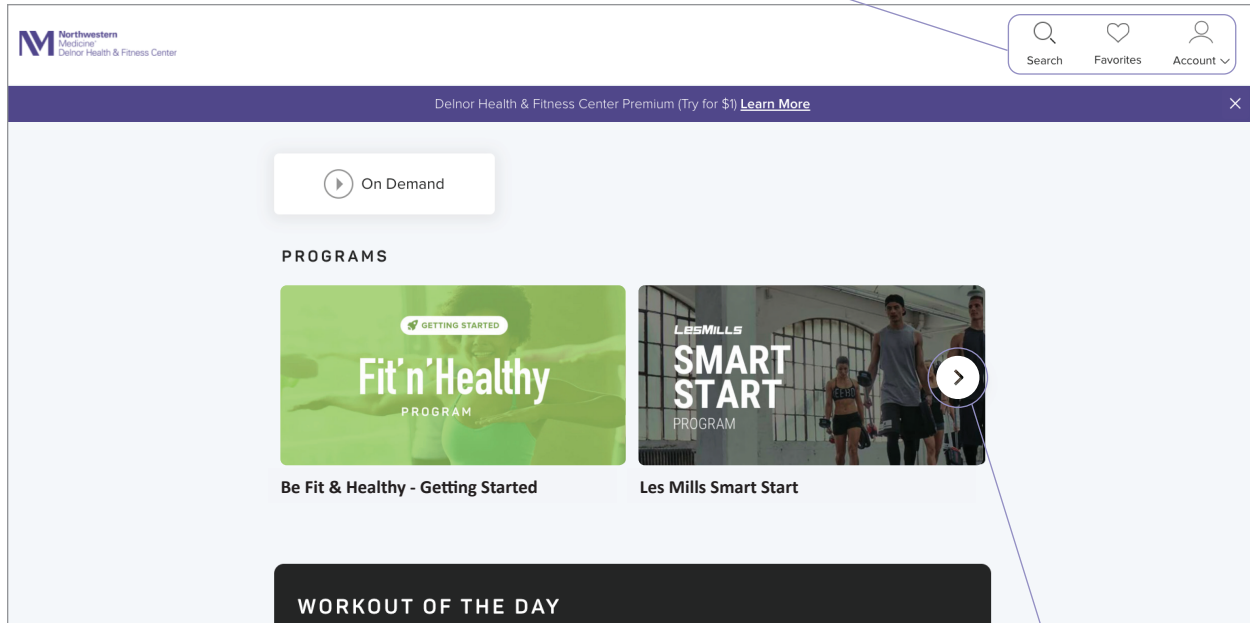 Northwestern
Medicine®
Delnor Health & Fitness Center
Search
Favorites
Account
Delnor Health & Fitness Center Premium (Try for $1) Learn More
On Demand
PROGRAMS
GETTING STARTED
Fit'n'Healthy
PROGRAM
LESMILLS
SMART
START
PROGRAM
Be Fit & Healthy - Getting Started
Les Mills Smart Start
WORKOUT OF THE DAY